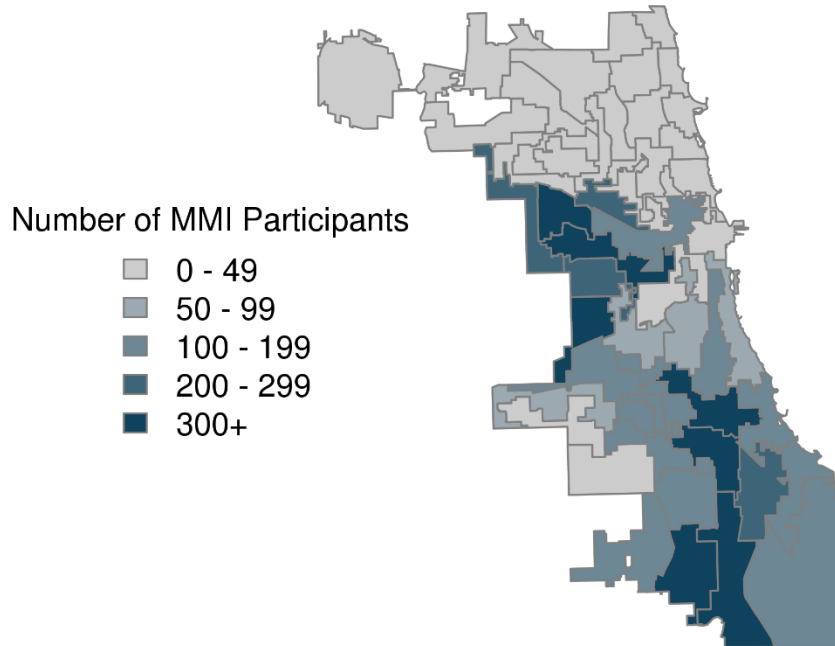 Number of MMI Participants
0 - 49
50 - 99
100 - 199
200 - 299
300+